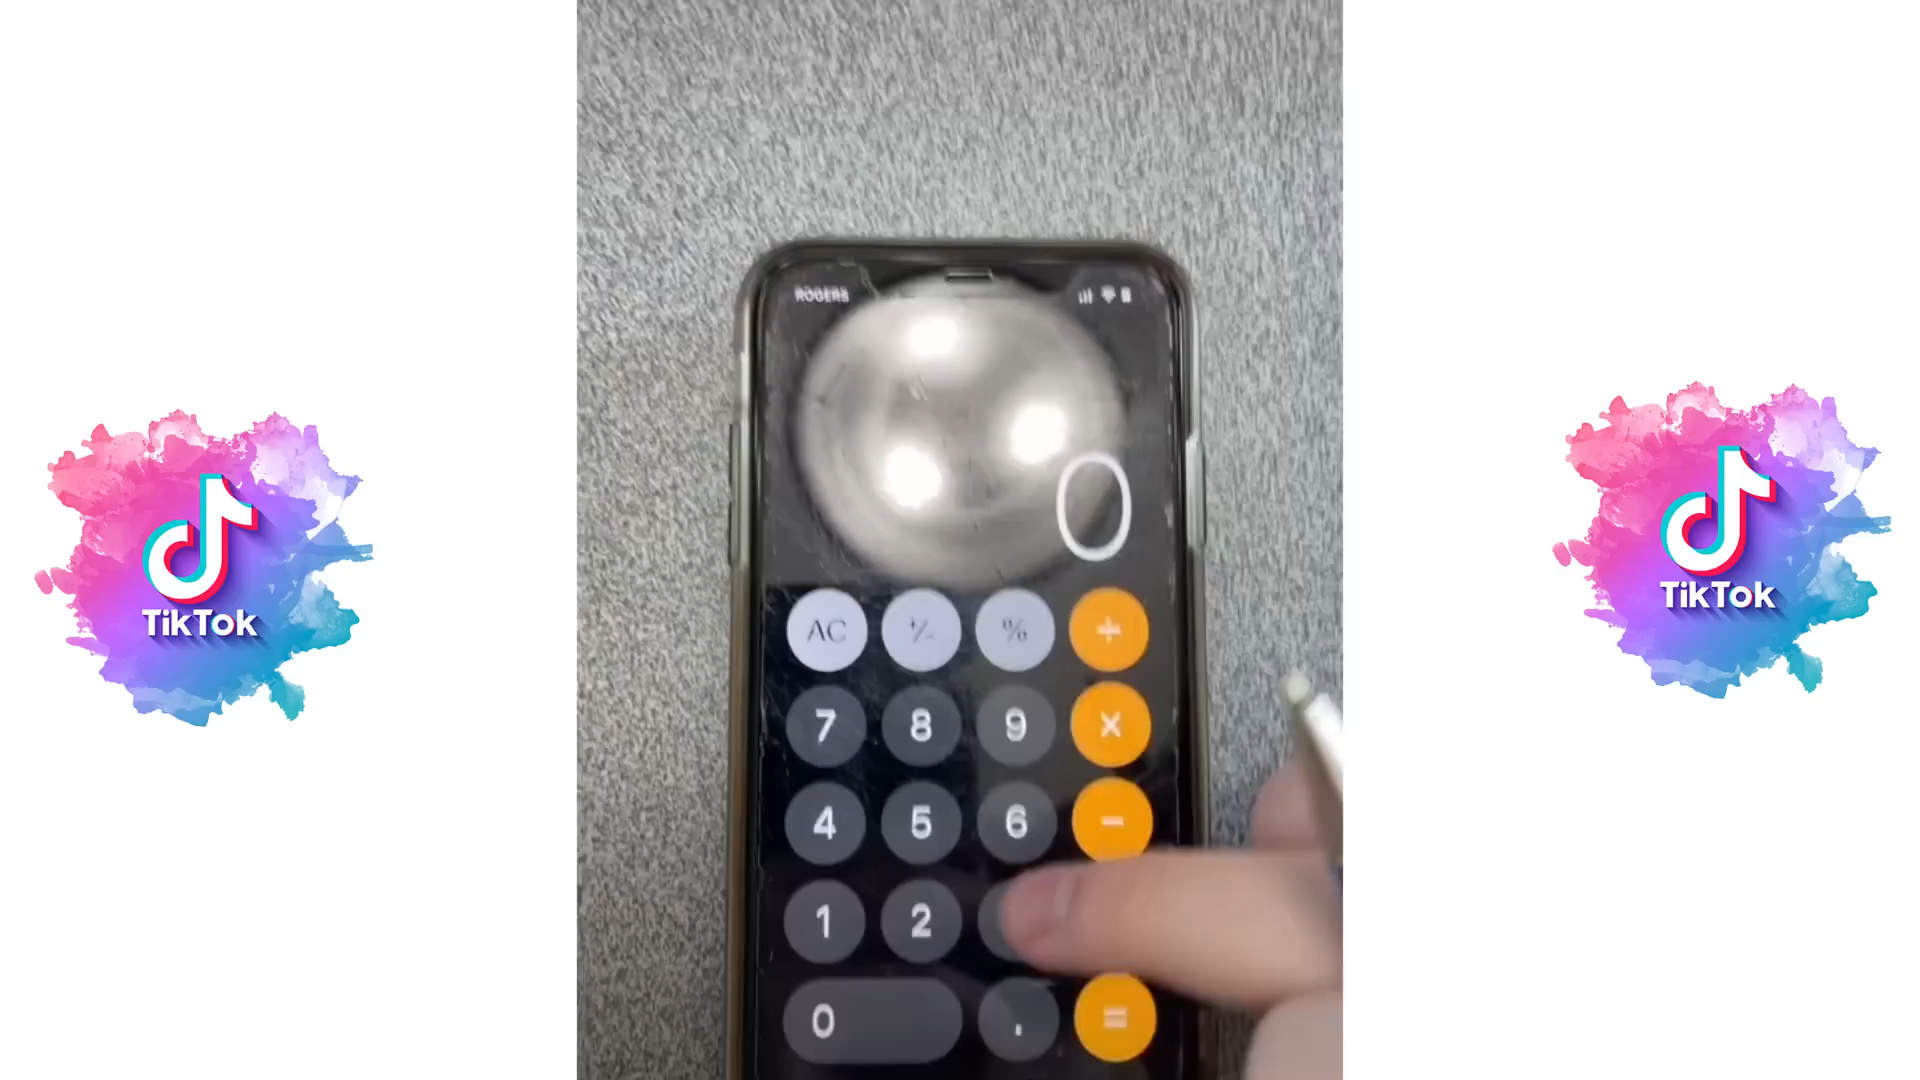 ROGERS
0
AC +/- % ÷
7 8 9 ×
4 5 6 −
1 2
0 . =
TikTok
TikTok